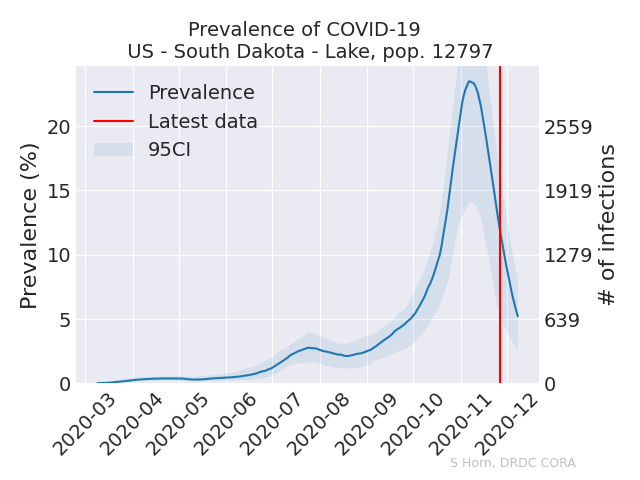 Prevalence of COVID-19
US - South Dakota - Lake, pop. 12797
Prevalence
Latest data
95CI
Prevalence (%)
20
15
10
5
0
2559
1919
1279
639
0
# of infections
2020-03
2020-04
2020-05
2020-06
2020-07
2020-08
2020-09
2020-10
2020-11
2020-12
S Horn, DRDC CORA